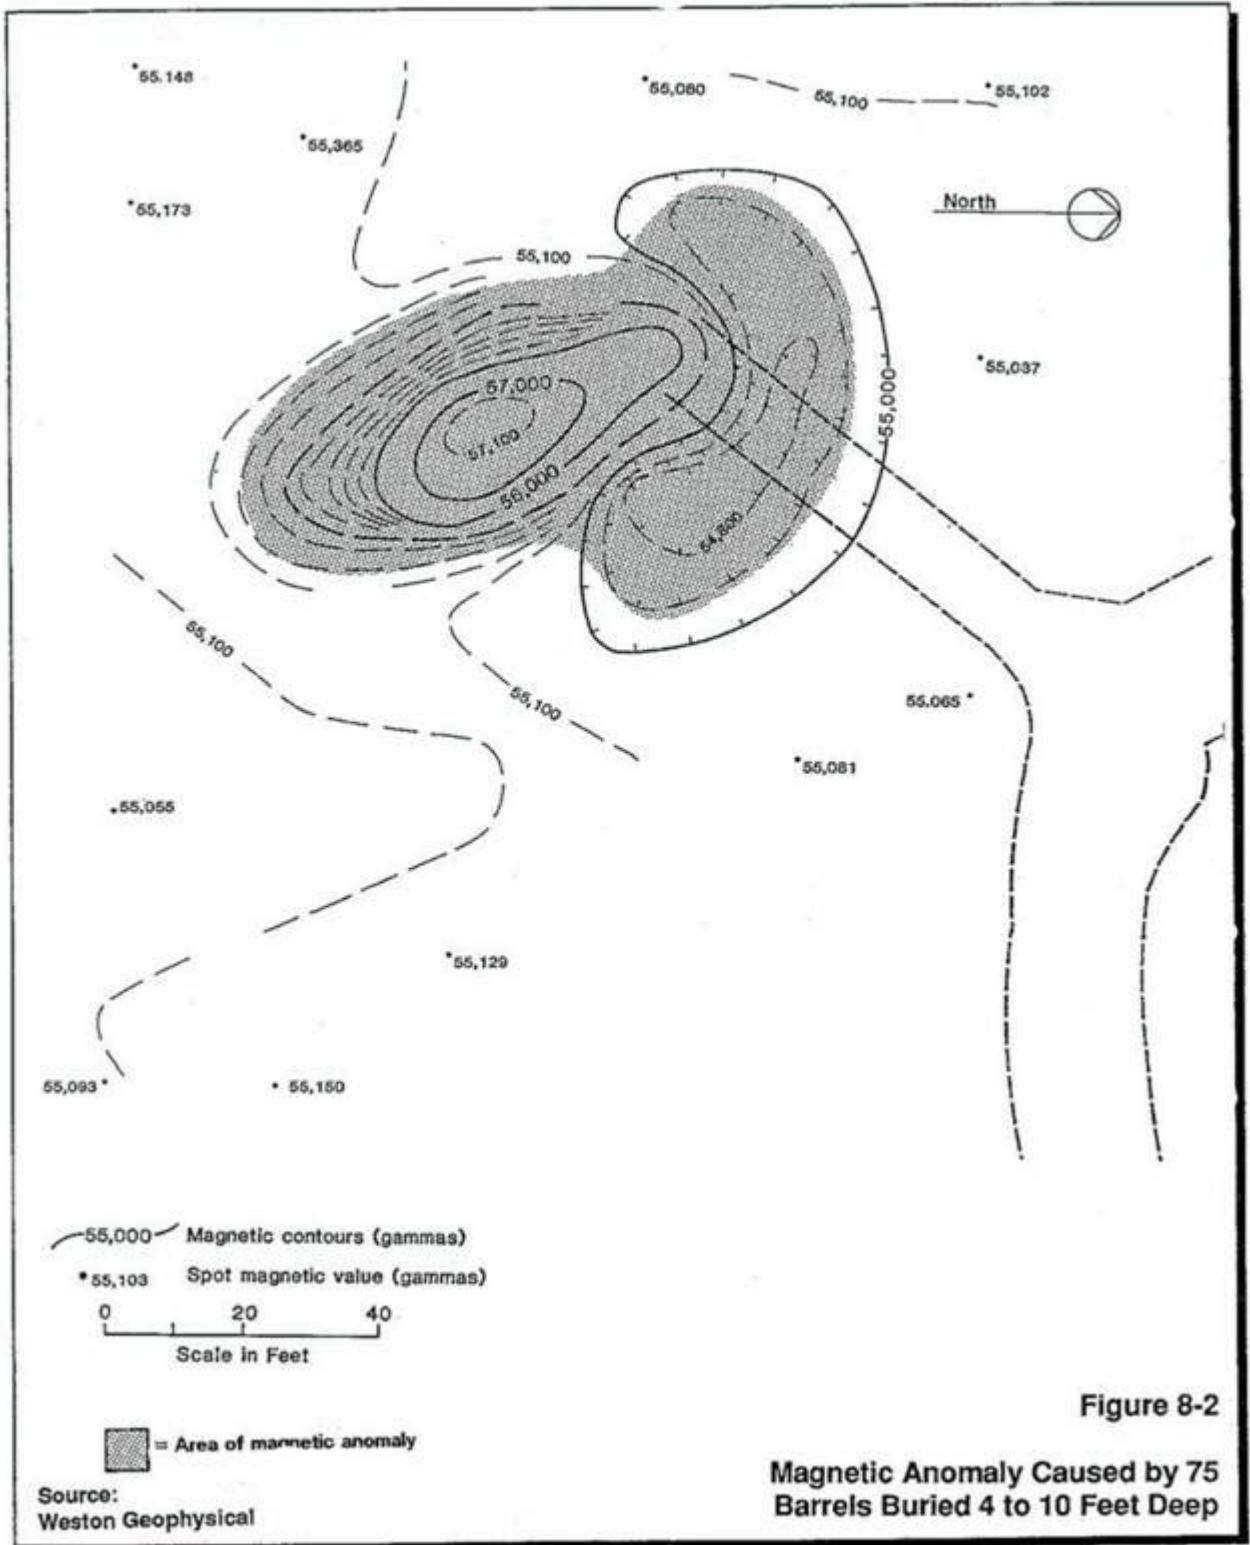 55.148
55,080
55,100
55,102
55,365
55,173
North
55,100
55,037
57,000
55,000
57,100
56,000
54,800
55,100
55,100
55.065
55,081
55,055
55,129
55,093
55,150
55,000 Magnetic contours (gammas)
55,103 Spot magnetic value (gammas)
0 20 40
Scale in Feet
= Area of magnetic anomaly
Figure 8-2
Magnetic Anomaly Caused by 75
Barrels Buried 4 to 10 Feet Deep
Source:
Weston Geophysical